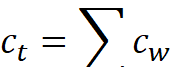 c_t = ∑ c_w